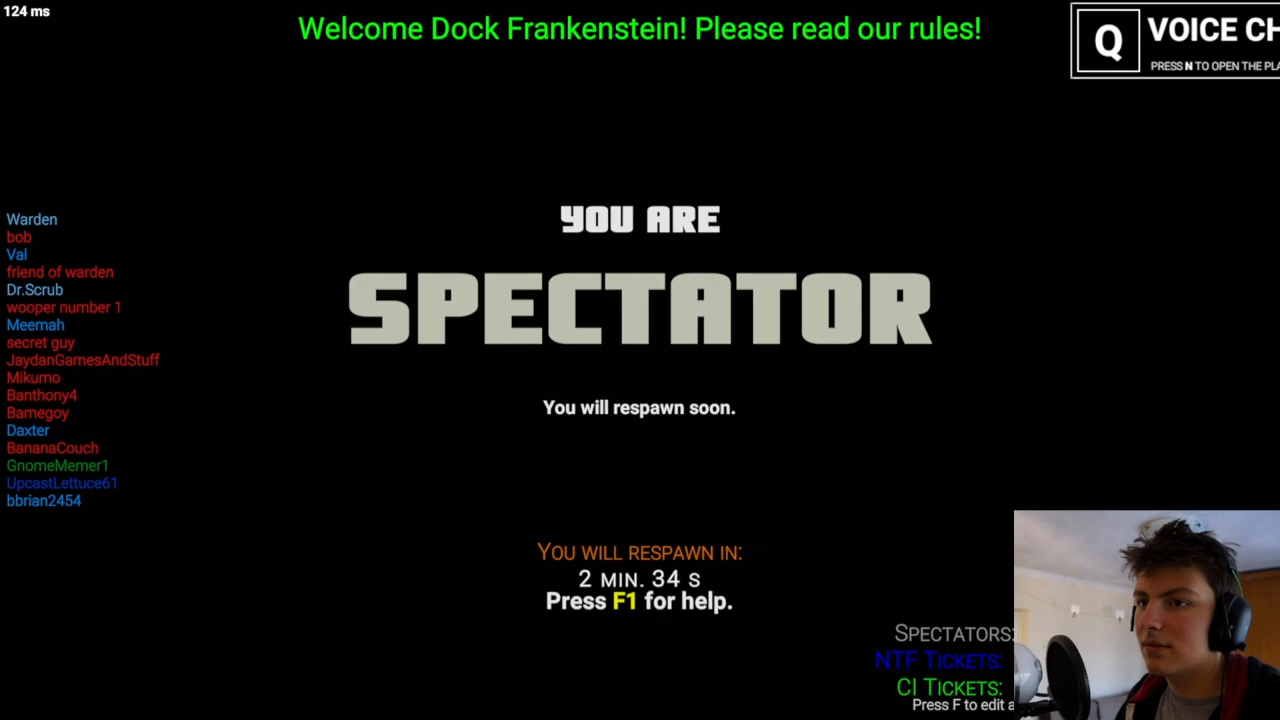 124 ms
Welcome Dock Frankenstein! Please read our rules!
Q
VOICE CH
PRESS N TO OPEN THE PLA
YOU ARE
SPECTATOR
You will respawn soon.
Warden
bob
Val
friend of warden
Dr.Scrub
wooper number 1
Meemah
secret guy
JaydanGamesAndStuff
Mikumo
Banthony4
Bamegoy
Daxter
BananaCouch
GnomeMemer1
UpcastLettuce61
bbrian2454
YOU WILL RESPAWN IN:
2 MIN. 34 S
Press F1 for help.
SPECTATORS:
NTF TICKETS:
CI TICKETS:
Press F to edit a